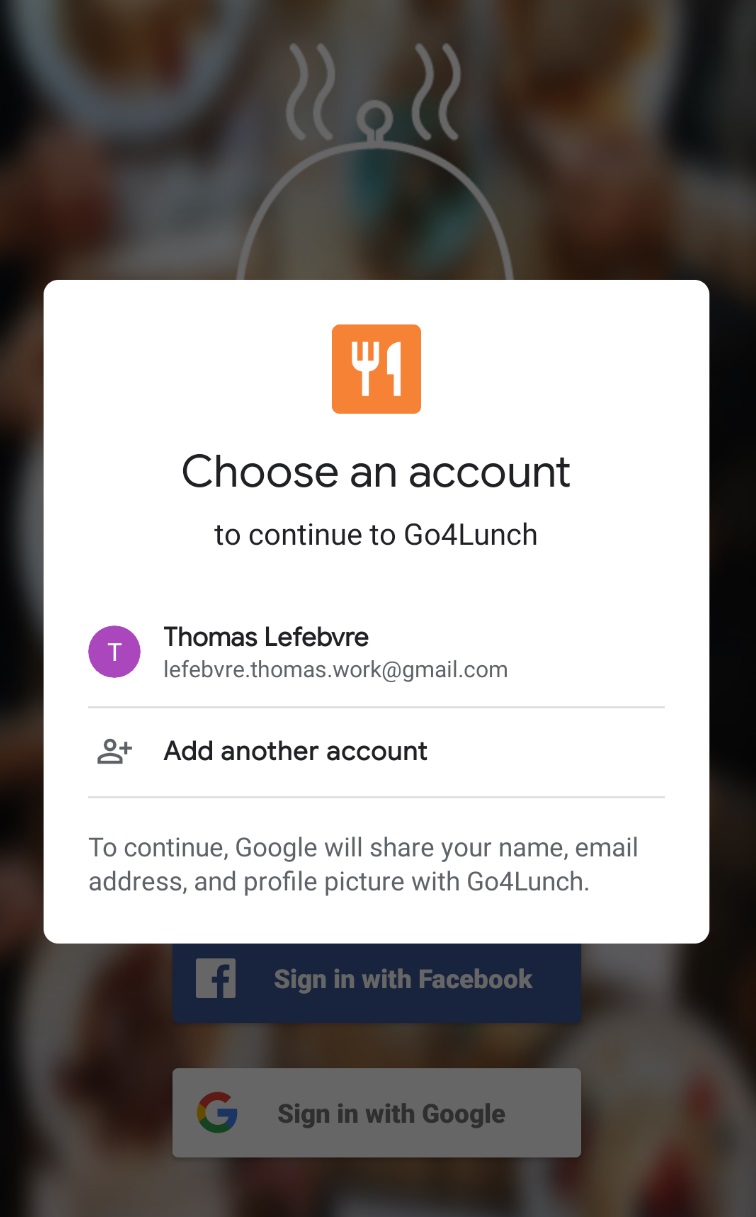 Choose an account
to continue to Go4Lunch
T
Thomas Lefebvre
lefebvre.thomas.work@gmail.com
Add another account
To continue, Google will share your name, email
address, and profile picture with Go4Lunch.
Sign in with Facebook
Sign in with Google